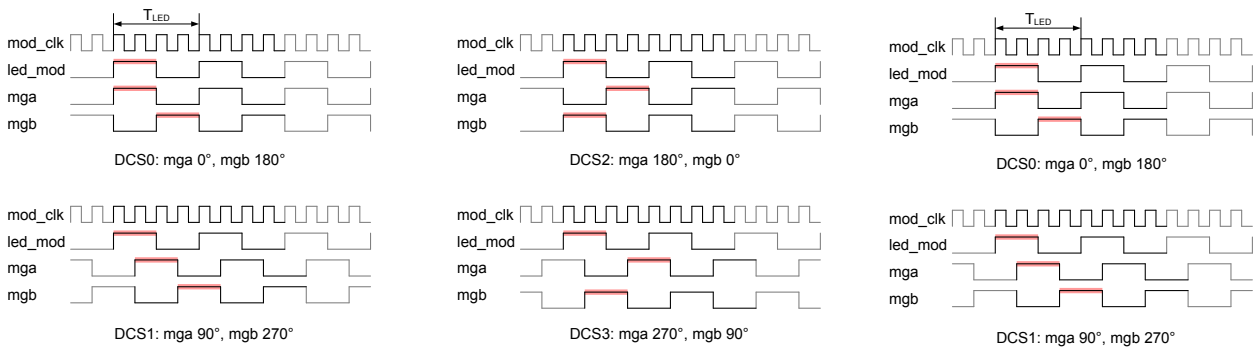 TLED
mod_clk
led_mod
mga
mgb
DCS0: mga 0°, mgb 180°
mod_clk
led_mod
mga
mgb
DCS2: mga 180°, mgb 0°
TLED
mod_clk
led_mod
mga
mgb
DCS0: mga 0°, mgb 180°
mod_clk
led_mod
mga
mgb
DCS1: mga 90°, mgb 270°
mod_clk
led_mod
mga
mgb
DCS3: mga 270°, mgb 90°
mod_clk
led_mod
mga
mgb
DCS1: mga 90°, mgb 270°